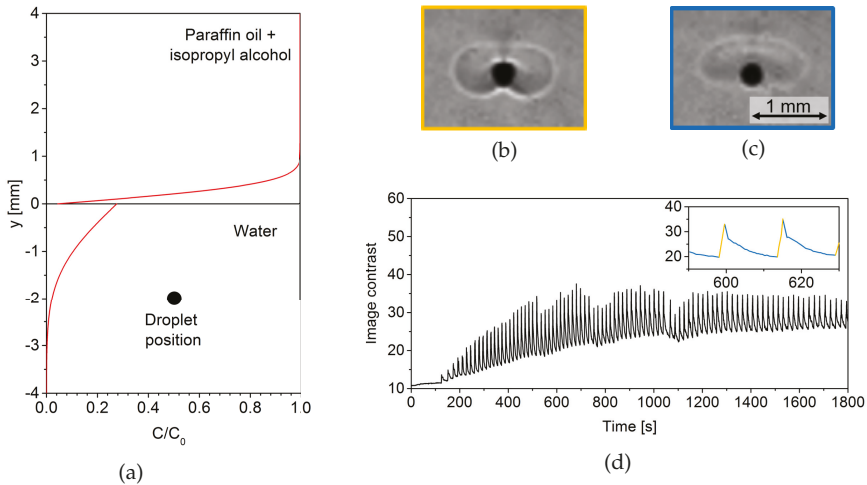 4
3
2
1
0
-1
-2
-3
-4
y [mm]
Paraffin oil +
isopropyl alcohol
Water
Droplet
position
0.0 0.2 0.4 0.6 0.8 1.0
C/C0
(a)
(b)
1 mm
(c)
60
50
40
30
20
10
Image contrast
40
30
20
600 620
0 200 400 600 800 1000 1200 1400 1600 1800
Time [s]
(d)